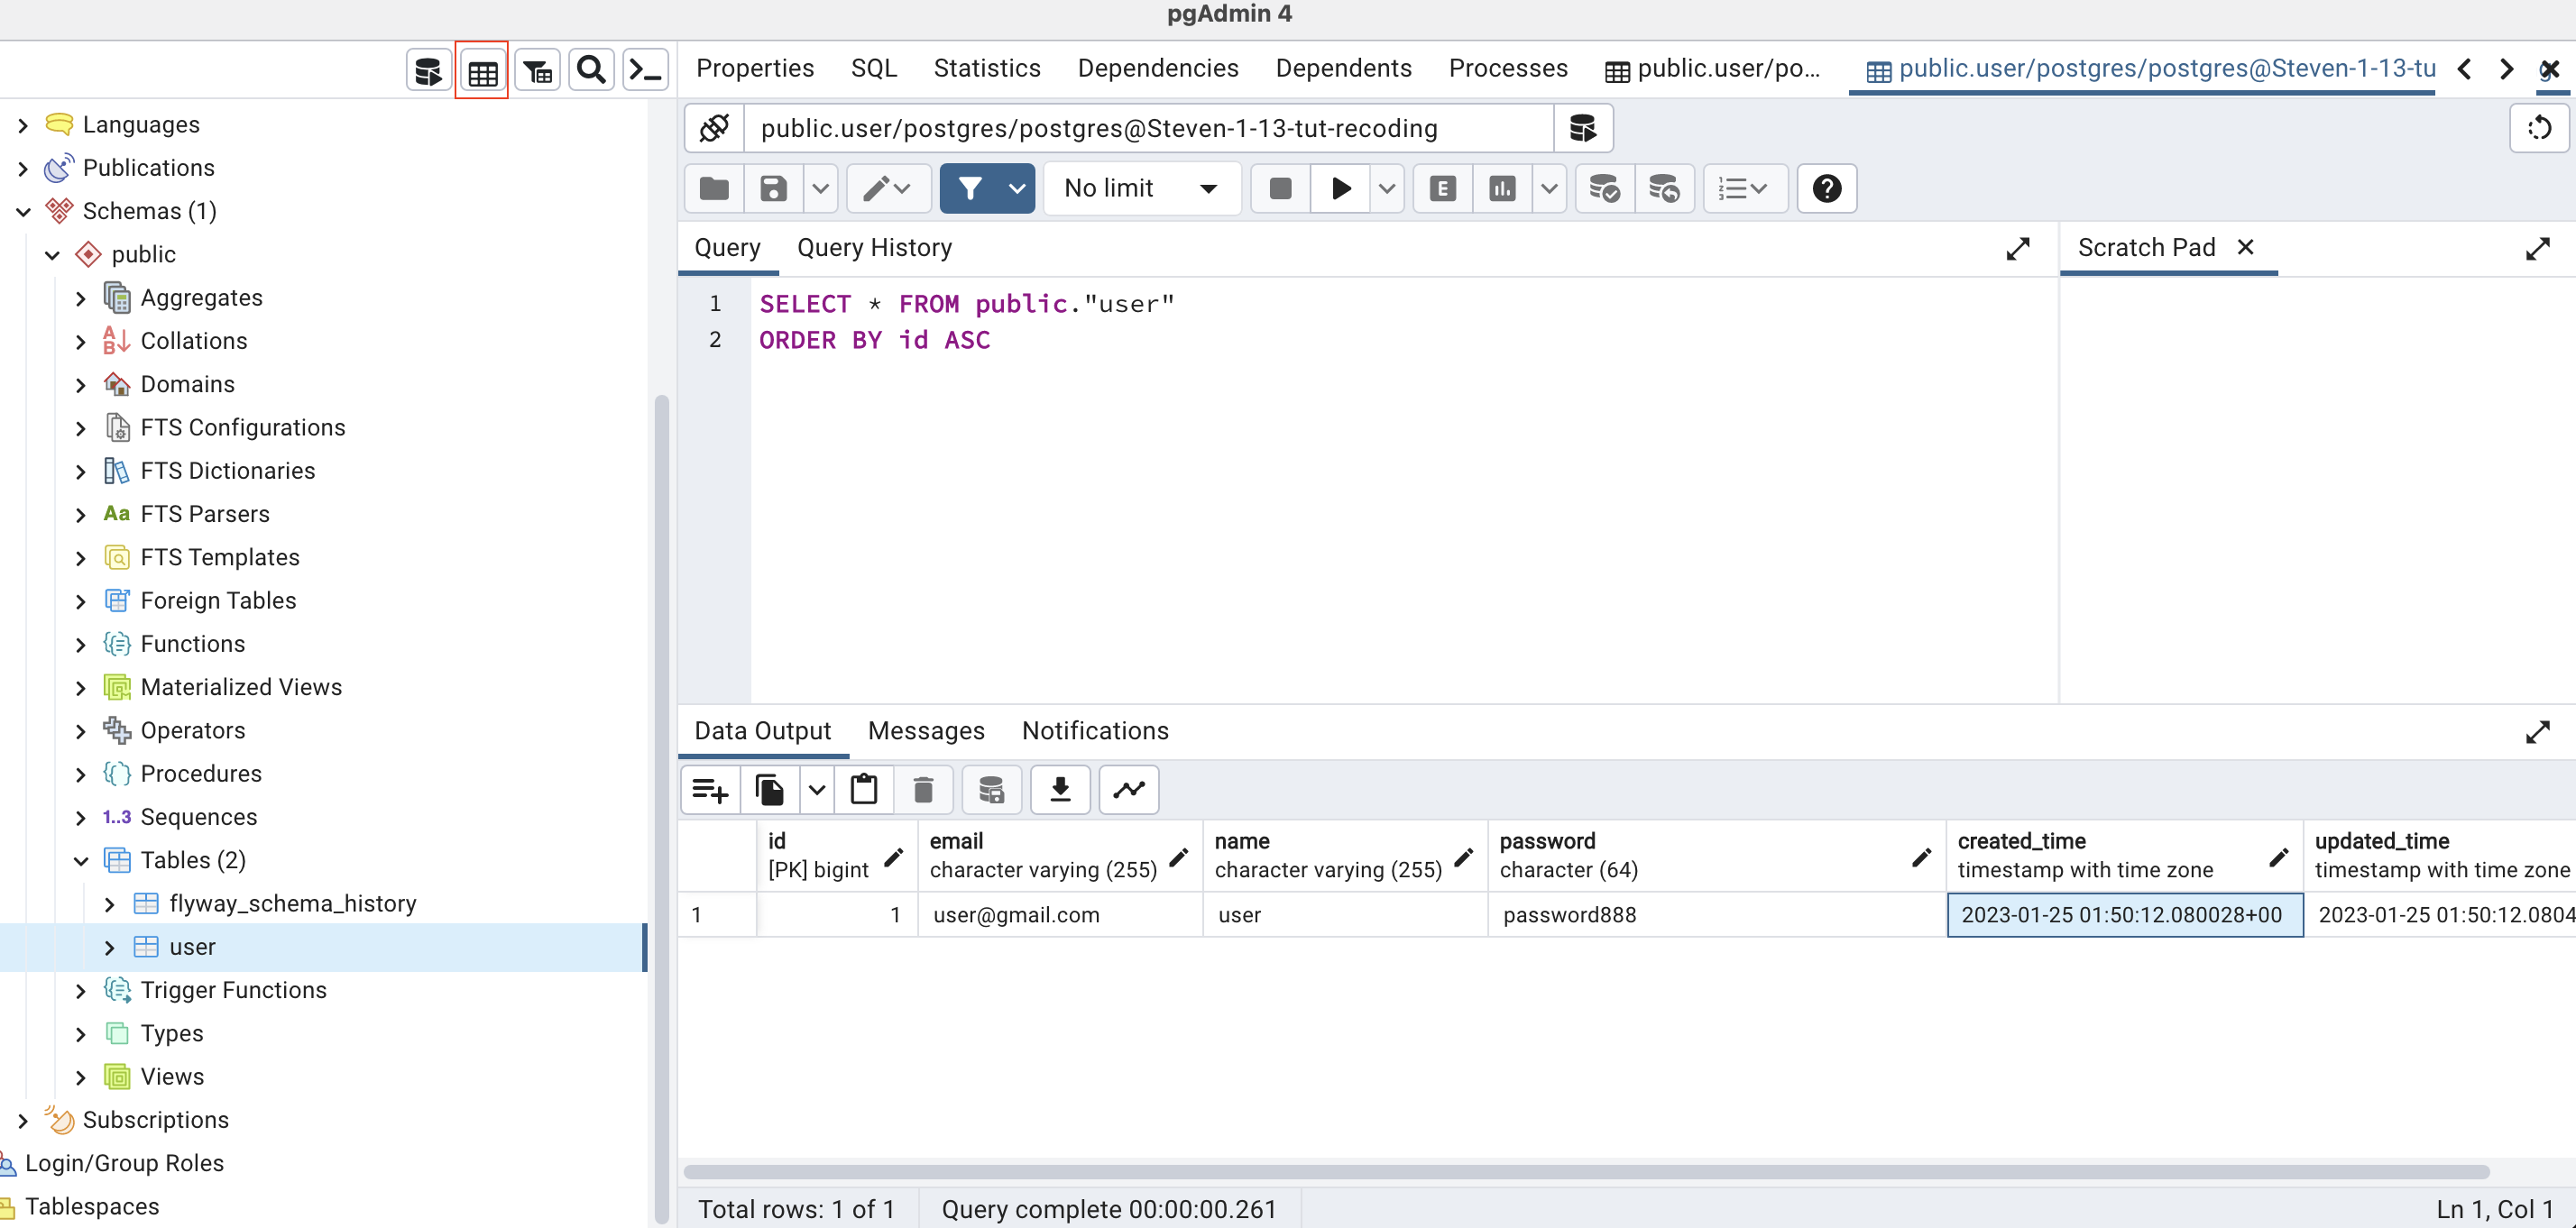 pgAdmin 4
Properties SQL Statistics Dependencies Dependents Processes public.user/po... public.user/postgres/postgres@Steven-1-13-tu
Languages
Publications
Schemas (1)
public
Aggregates
Collations
Domains
FTS Configurations
FTS Dictionaries
Aa FTS Parsers
FTS Templates
Foreign Tables
Functions
Materialized Views
Operators
Procedures
1..3 Sequences
Tables (2)
flyway_schema_history
user
Trigger Functions
Types
Views
Subscriptions
Login/Group Roles
Tablespaces
public.user/postgres/postgres@Steven-1-13-tut-recoding
No limit
E
Query Query History
Scratch Pad
1 SELECT * FROM public."user"
2 ORDER BY id ASC
Data Output Messages Notifications
id email name password created_time updated_time
[PK] bigint character varying (255) character varying (255) character (64) timestamp with time zone timestamp with time zone
1 1 user@gmail.com user password888 2023-01-25 01:50:12.080028+00 2023-01-25 01:50:12.0804
Total rows: 1 of 1 Query complete 00:00:00.261 Ln 1, Col 1